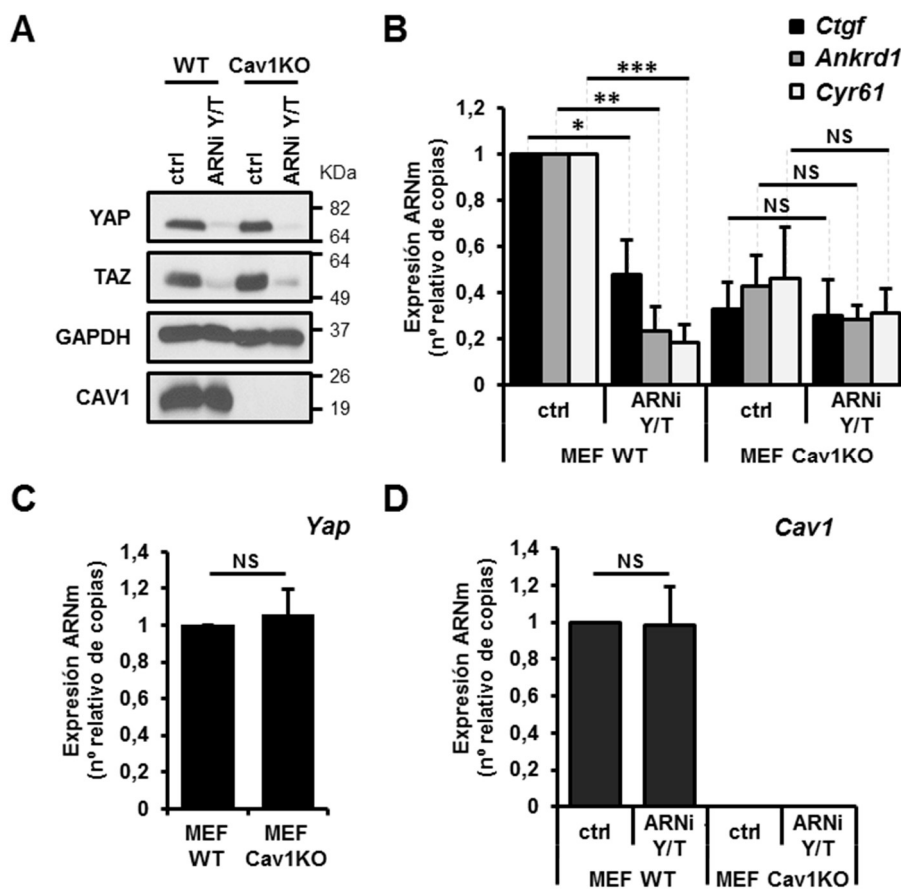 A
WT Cav1KO
ctrl
ARNi Y/T
ctrl
ARNi Y/T
KDa
YAP
82
64
TAZ
64
49
GAPDH
37
CAV1
26
19
B
Ctgf
Ankrd1
Cyr61
Expresión ARNm
(nº relativo de copias)
1,2
1
0,8
0,6
0,4
0,2
0
***
**
*
NS
NS
NS
ctrl
ARNi
Y/T
ctrl
ARNi
Y/T
MEF WT
MEF Cav1KO
C
Yap
Expresión ARNm
(nº relativo de copias)
1,4
1,2
1
0,8
0,6
0,4
0,2
0
NS
MEF
WT
MEF
Cav1KO
D
Cav1
Expresión ARNm
(nº relativo de copias)
1,4
1,2
1
0,8
0,6
0,4
0,2
0
NS
ctrl
ARNi
Y/T
ctrl
ARNi
Y/T
MEF WT
MEF Cav1KO